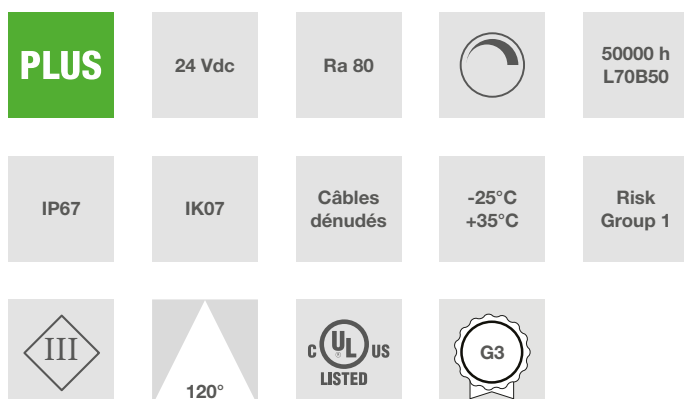 PLUS
24 Vdc
Ra 80
50000 h
L70B50
IP67
IK07
Câbles
dénudés
-25°C
+35°C
Risk
Group 1
III
120°
C UL ® US
LISTED
G3